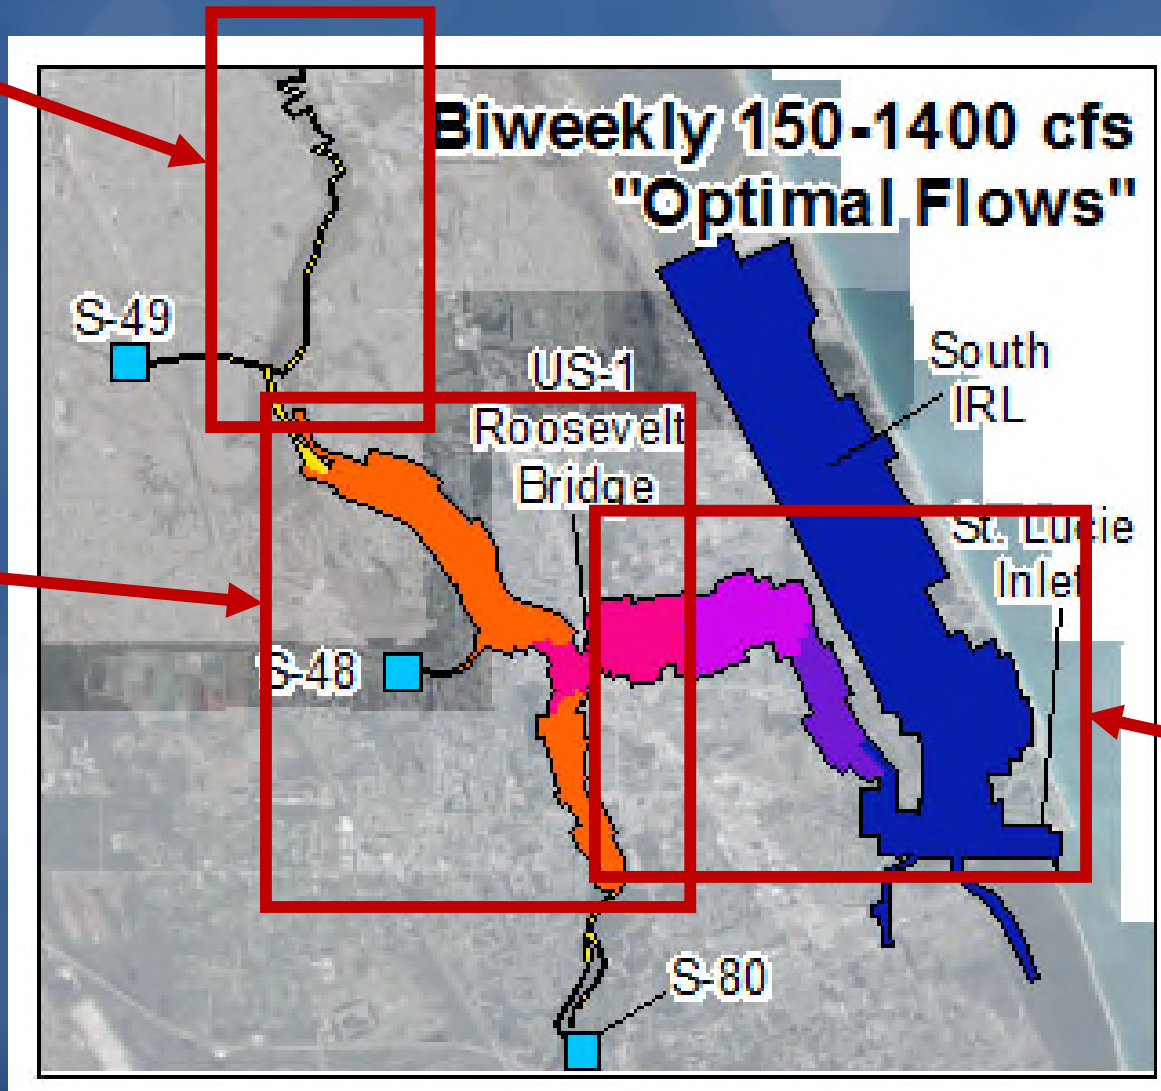 Biweekly 150-1400 cfs
"Optimal Flows"
S-49
US-1
Roosevelt
Bridge
South
IRL
St. Lucie
Inlet
S-48
S-80